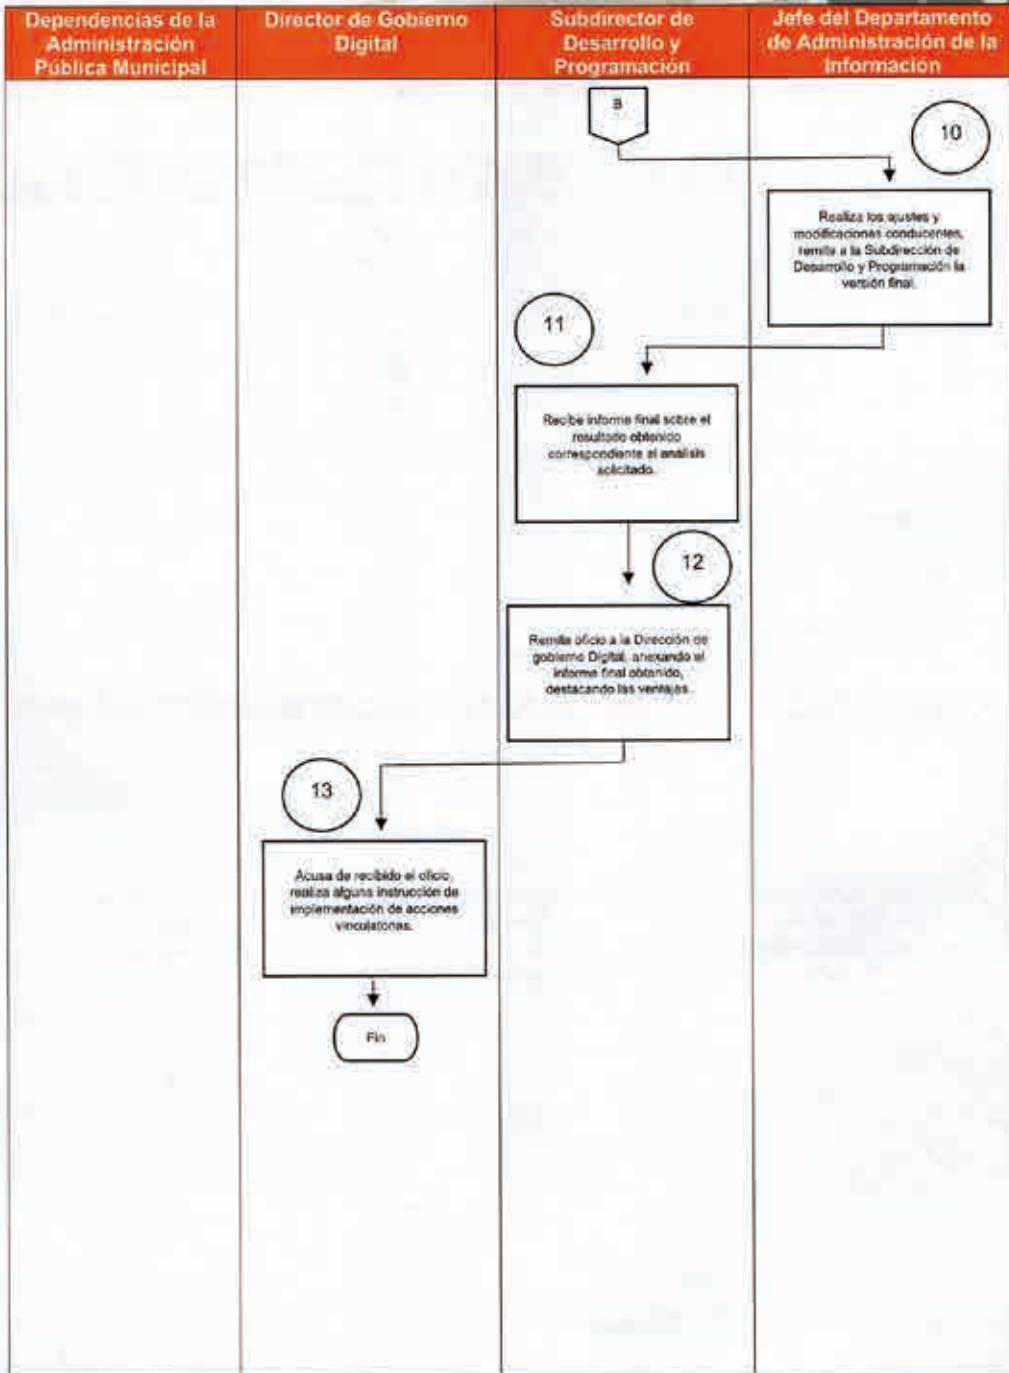 Dependencias de la
Administración
Pública Municipal
Director de Gobierno
Digital
Subdirector de
Desarrollo y
Programación
Jefe del Departamento
de Administración de la
Información
B
10
Realiza los ajustes y
modificaciones conducentes,
remite a la Subdirección de
Desarrollo y Programación la
versión final.
11
Recibe informe final sobre el
resultado obtenido
correspondiente al análisis
solicitado.
12
Remite oficio a la Dirección de
gobierno Digital, anexando el
informe final obtenido,
destacando las ventajas.
13
Acusa de recibido el oficio,
realiza alguna instrucción de
implementación de acciones
vinculatorias.
Fin